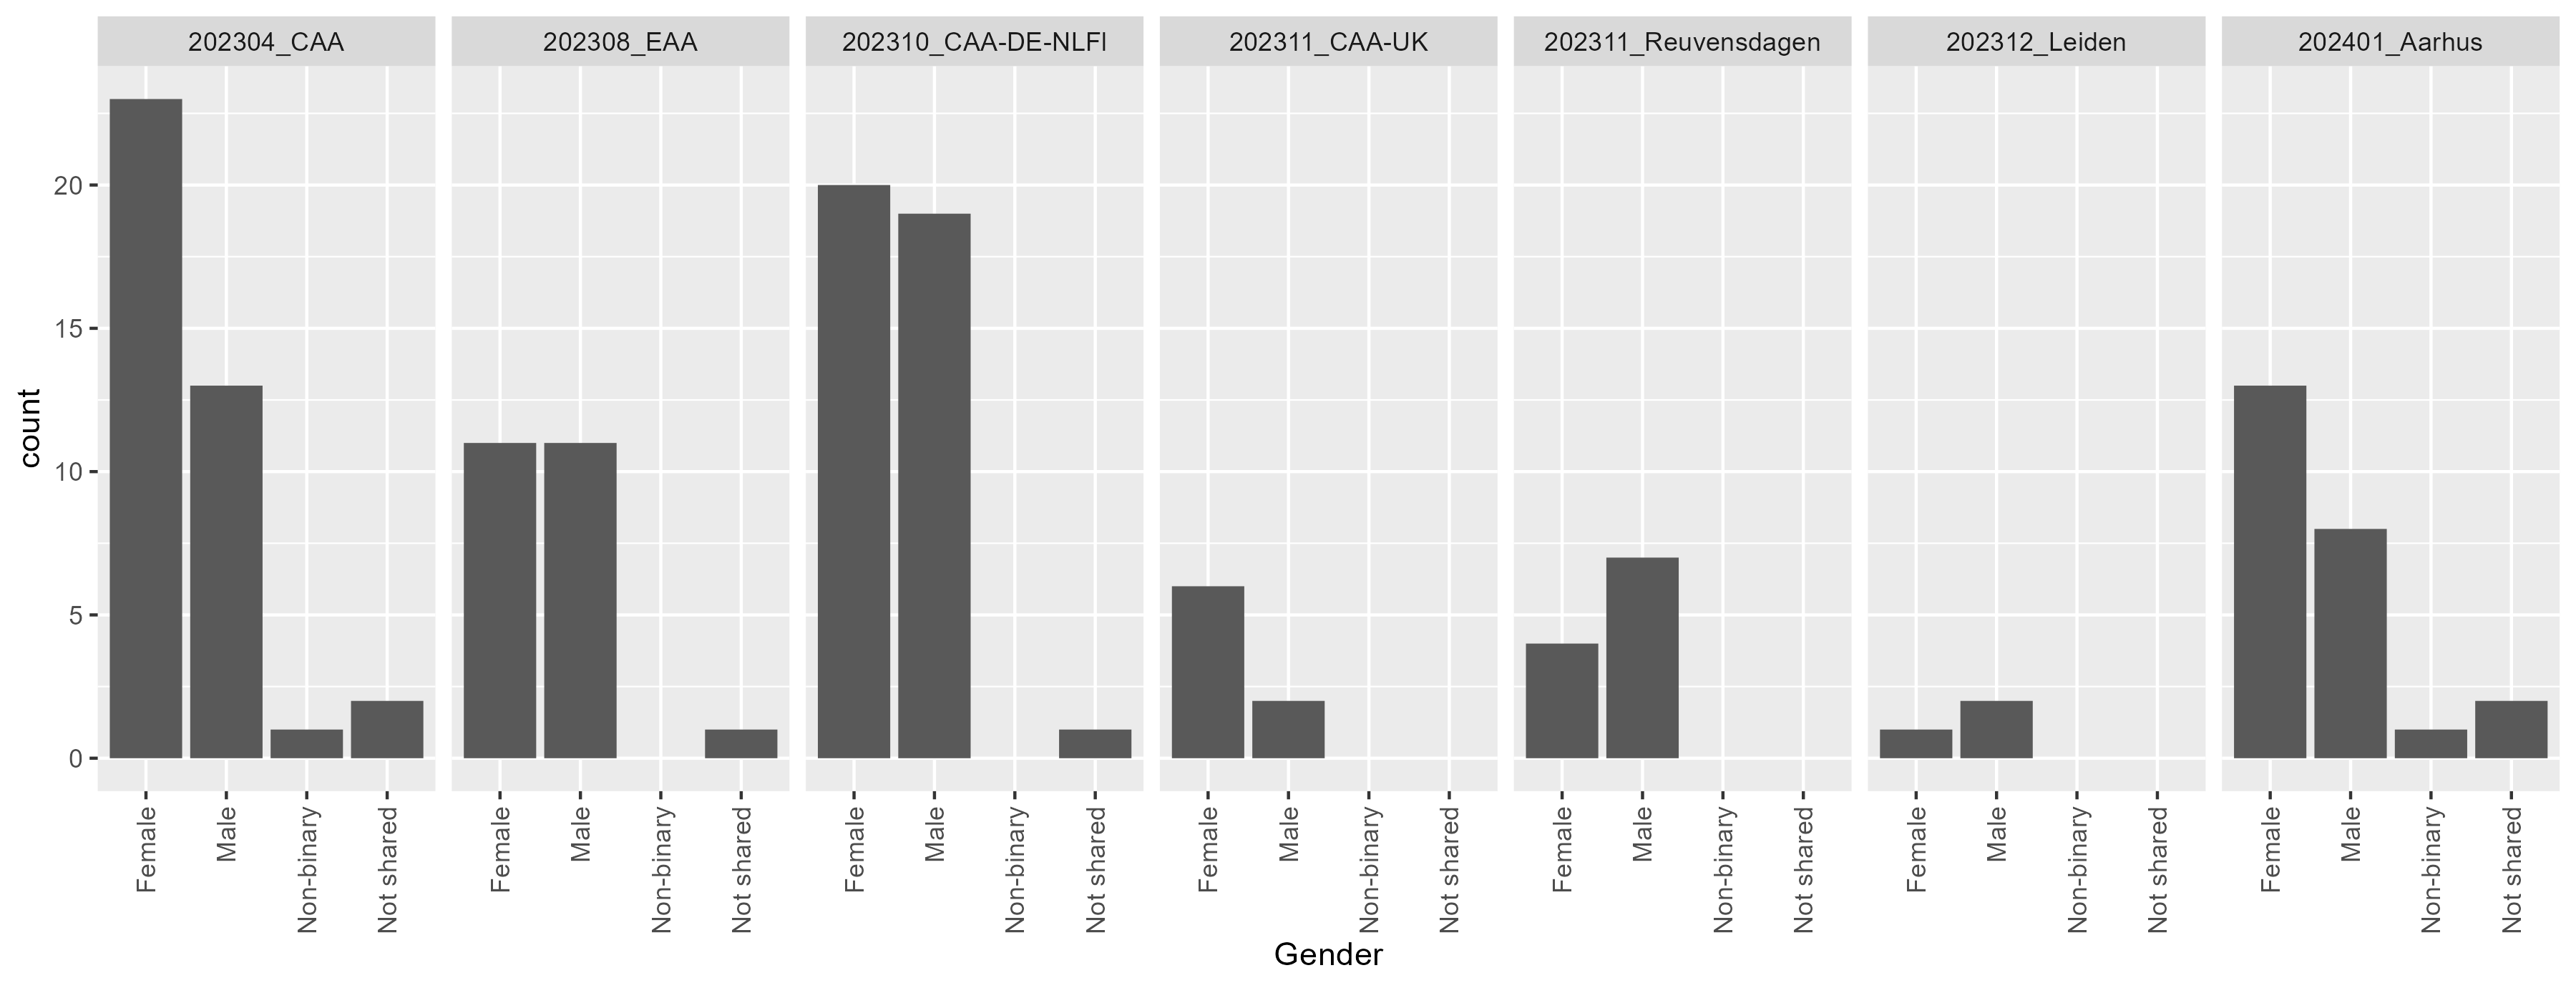 202304_CAA
202308_EAA
202310_CAA-DE-NLFI
202311_CAA-UK
202311_Reuvensdagen
202312_Leiden
202401_Aarhus
count
20
15
10
5
0
Female
Male
Non-binary
Not shared
Female
Male
Non-binary
Not shared
Female
Male
Non-binary
Not shared
Female
Male
Non-binary
Not shared
Female
Male
Non-binary
Not shared
Female
Male
Non-binary
Not shared
Female
Male
Non-binary
Not shared
Gender